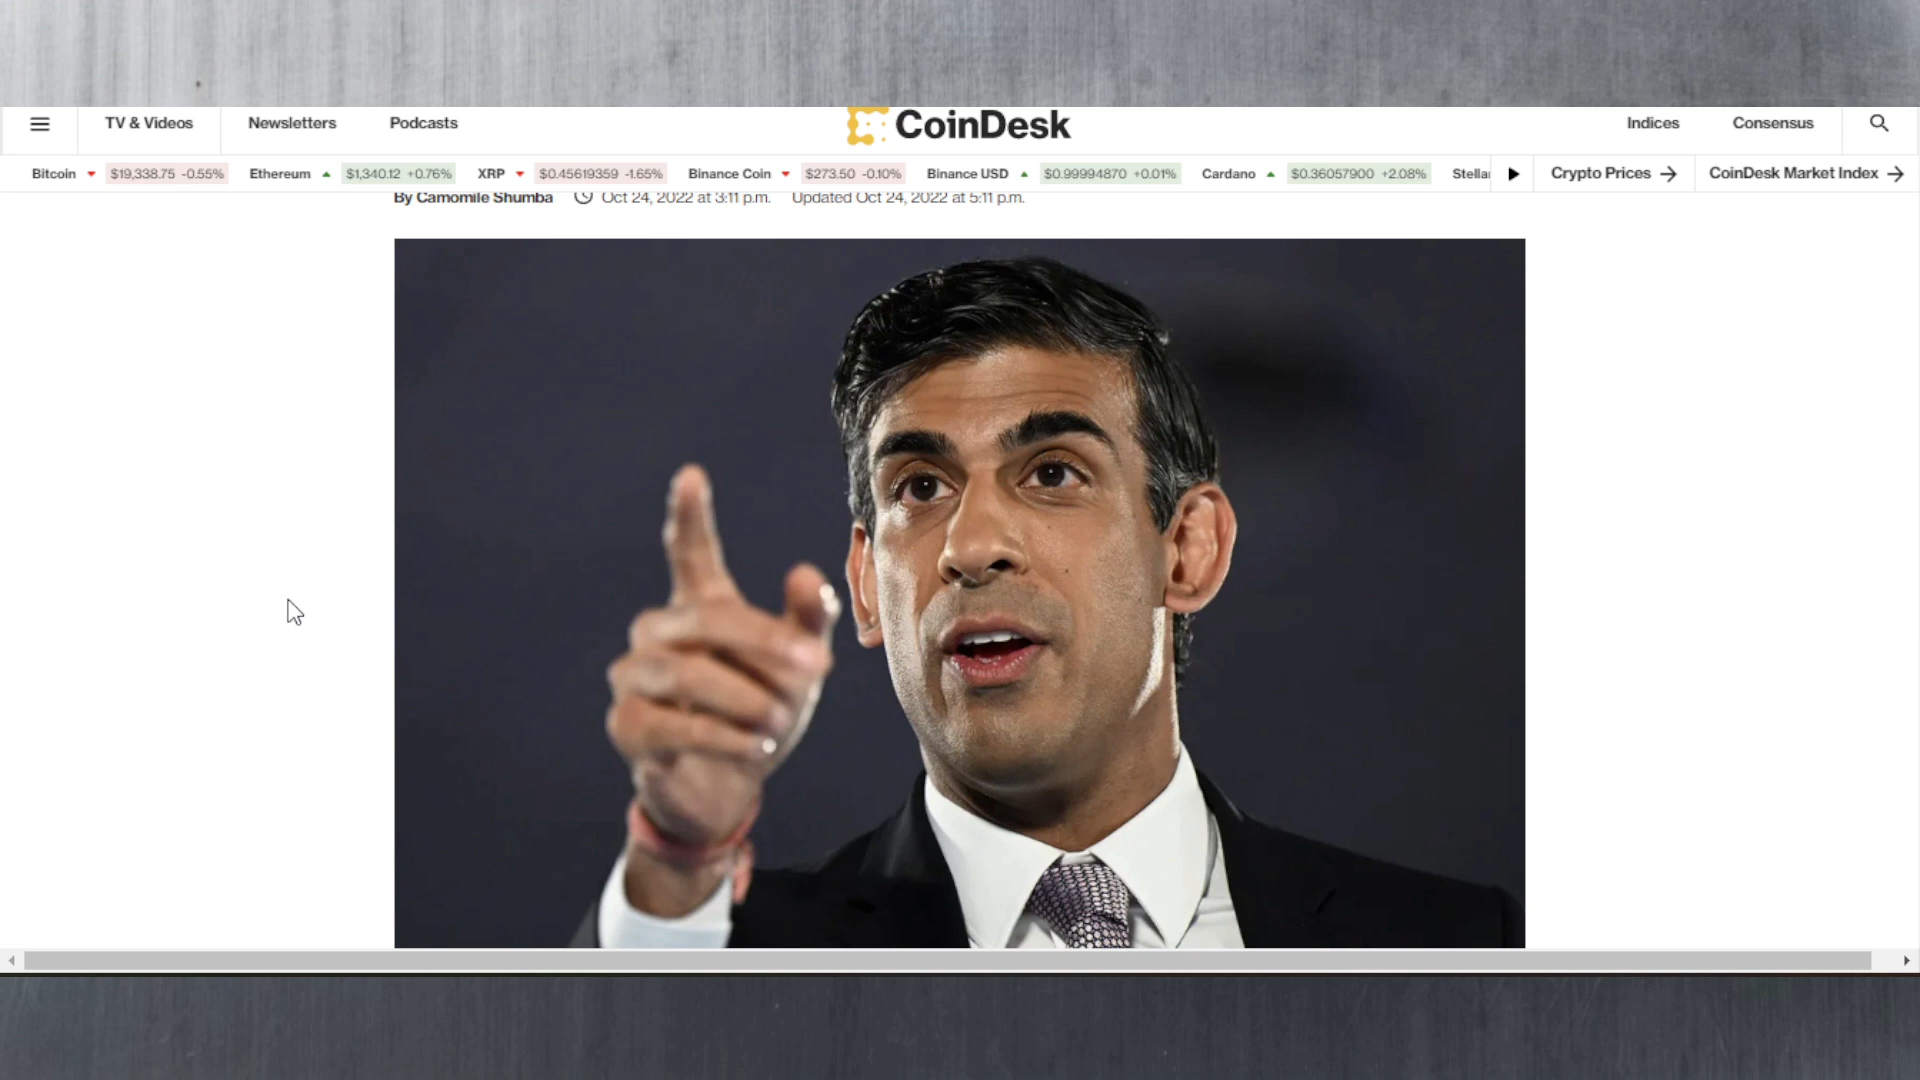 TV & Videos Newsletters Podcasts CoinDesk Indices Consensus
Bitcoin $19,338.75 -0.55% Ethereum $1,340.12 +0.76% XRP $0.45619359 -1.65% Binance Coin $273.50 -0.10% Binance USD $0.99994870 +0.01% Cardano $0.36057900 +2.08% Stellar Crypto Prices CoinDesk Market Index
By Camomile Shumba Oct 24, 2022 at 3:11 p.m. Updated Oct 24, 2022 at 5:11 p.m.